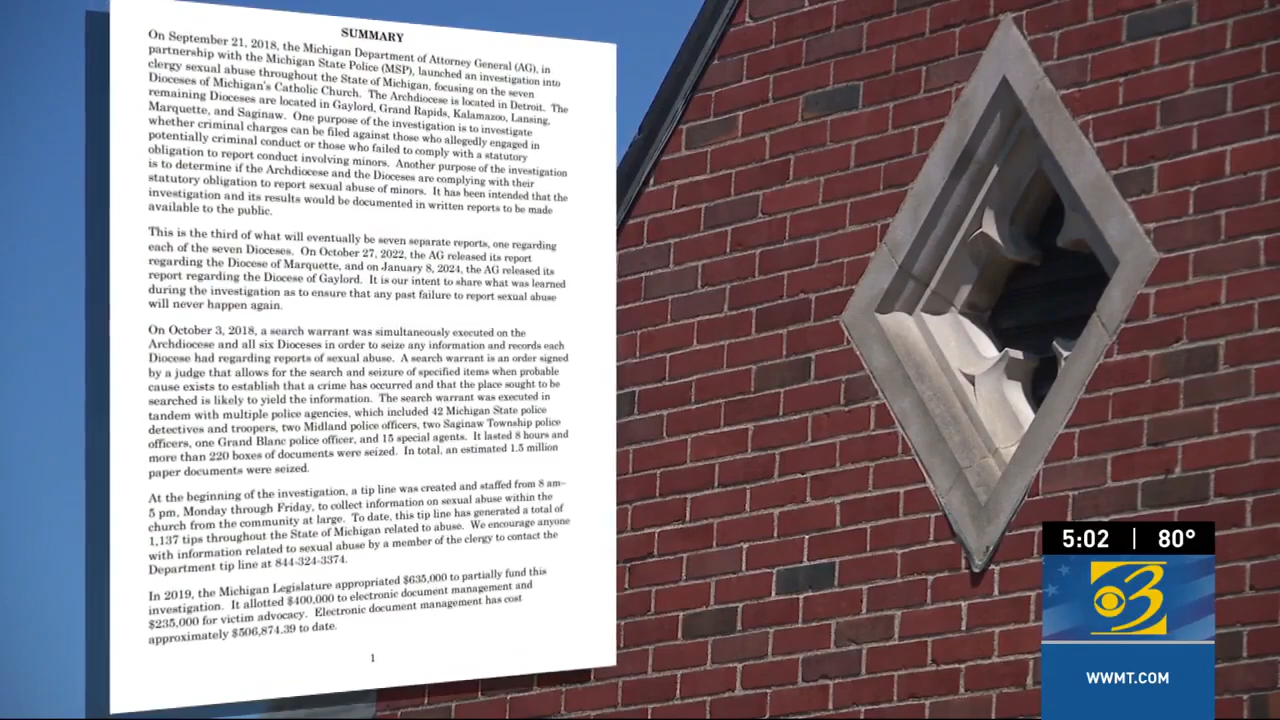 SUMMARY
On September 21, 2018, the Michigan Department of Attorney General (AG), in
partnership with the Michigan State Police (MSP), launched an investigation into
clergy sexual abuse throughout the State of Michigan, focusing on the seven
Dioceses of Michigan's Catholic Church. The Archdiocese is located in Detroit. The
remaining Dioceses are located in Gaylord, Grand Rapids, Kalamazoo, Lansing,
Marquette, and Saginaw. One purpose of the investigation is to investigate
whether criminal charges can be filed against those who allegedly engaged in
potentially criminal conduct or those who failed to comply with a statutory
obligation to report conduct involving minors. Another purpose of the investigation
is to determine if the Archdiocese and the Dioceses are complying with their
statutory obligation to report sexual abuse of minors. It has been intended that the
investigation and its results would be documented in written reports to be made
available to the public.
This is the third of what will eventually be seven separate reports, one regarding
each of the seven Dioceses. On October 27, 2022, the AG released its report
regarding the Diocese of Marquette, and on January 8, 2024, the AG released its
report regarding the Diocese of Gaylord. It is our intent to share what was learned
during the investigation as to ensure that any past failure to report sexual abuse
will never happen again.
On October 3, 2018, a search warrant was simultaneously executed on the
Archdiocese and all six Dioceses in order to seize any information and records each
Diocese had regarding reports of sexual abuse. A search warrant is an order signed
by a judge that allows for the search and seizure of specified items when probable
cause exists to establish that a crime has occurred and that the place sought to be
searched is likely to yield the information. The search warrant was executed in
tandem with multiple police agencies, which included 42 Michigan State police
detectives and troopers, two Midland police officers, two Saginaw Township police
officers, one Grand Blanc police officer, and 15 special agents. It lasted 8 hours and
more than 220 boxes of documents were seized. In total, an estimated 1.5 million
paper documents were seized.
At the beginning of the investigation, a tip line was created and staffed from 8 am–
5 pm, Monday through Friday, to collect information on sexual abuse within the
church from the community at large. To date, this tip line has generated a total of
1,137 tips throughout the State of Michigan related to abuse. We encourage anyone
with information related to sexual abuse by a member of the clergy to contact the
Department tip line at 844-324-3374.
In 2019, the Michigan Legislature appropriated $635,000 to partially fund this
investigation. It allotted $400,000 to electronic document management and
$235,000 for victim advocacy. Electronic document management has cost
approximately $506,874.39 to date.
1
5:02 | 80°
3
WWMT.COM